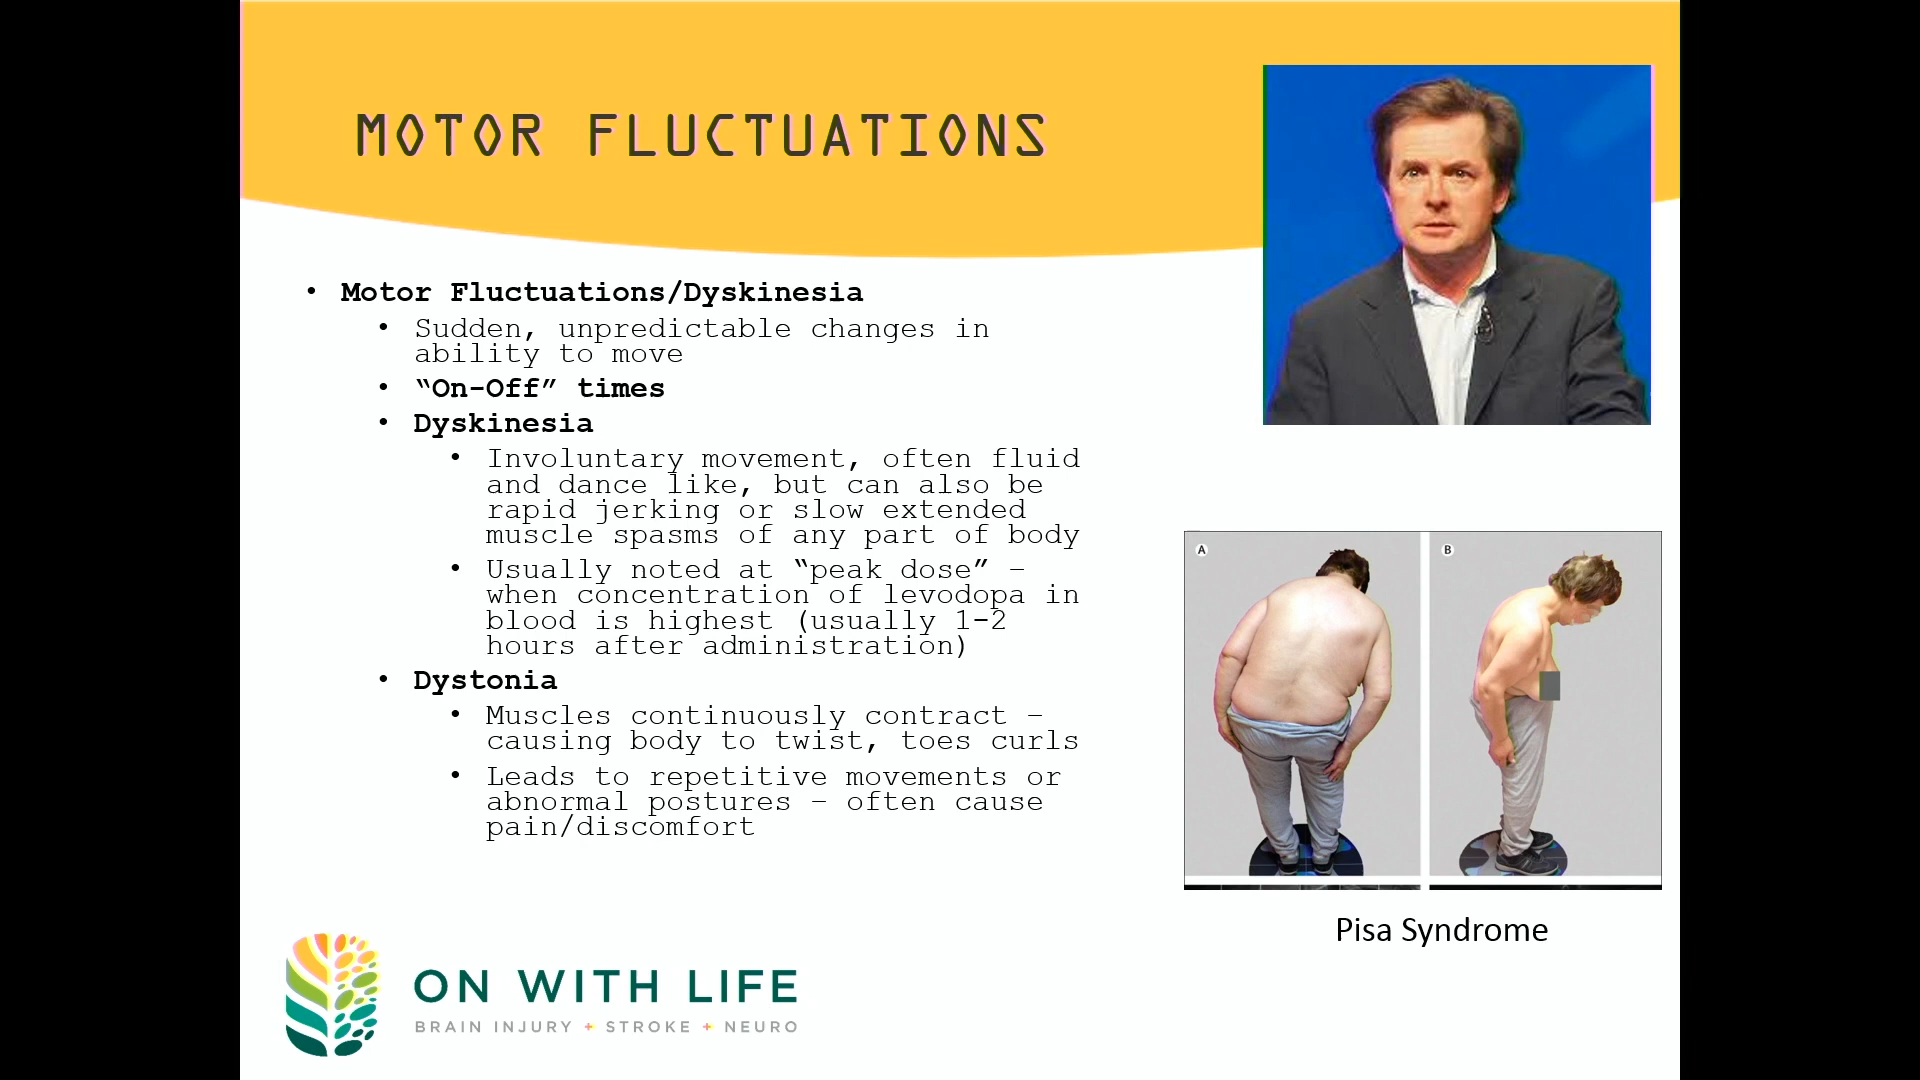 MOTOR FLUCTUATIONS
• Motor Fluctuations/Dyskinesia
• Sudden, unpredictable changes in
ability to move
• “On-Off” times
• Dyskinesia
• Involuntary movement, often fluid
and dance like, but can also be
rapid jerking or slow extended
muscle spasms of any part of body
• Usually noted at “peak dose” –
when concentration of levodopa in
blood is highest (usually 1-2
hours after administration)
• Dystonia
• Muscles continuously contract –
causing body to twist, toes curls
• Leads to repetitive movements or
abnormal postures – often cause
pain/discomfort
A
B
Pisa Syndrome
ON WITH LIFE
BRAIN INJURY + STROKE + NEURO